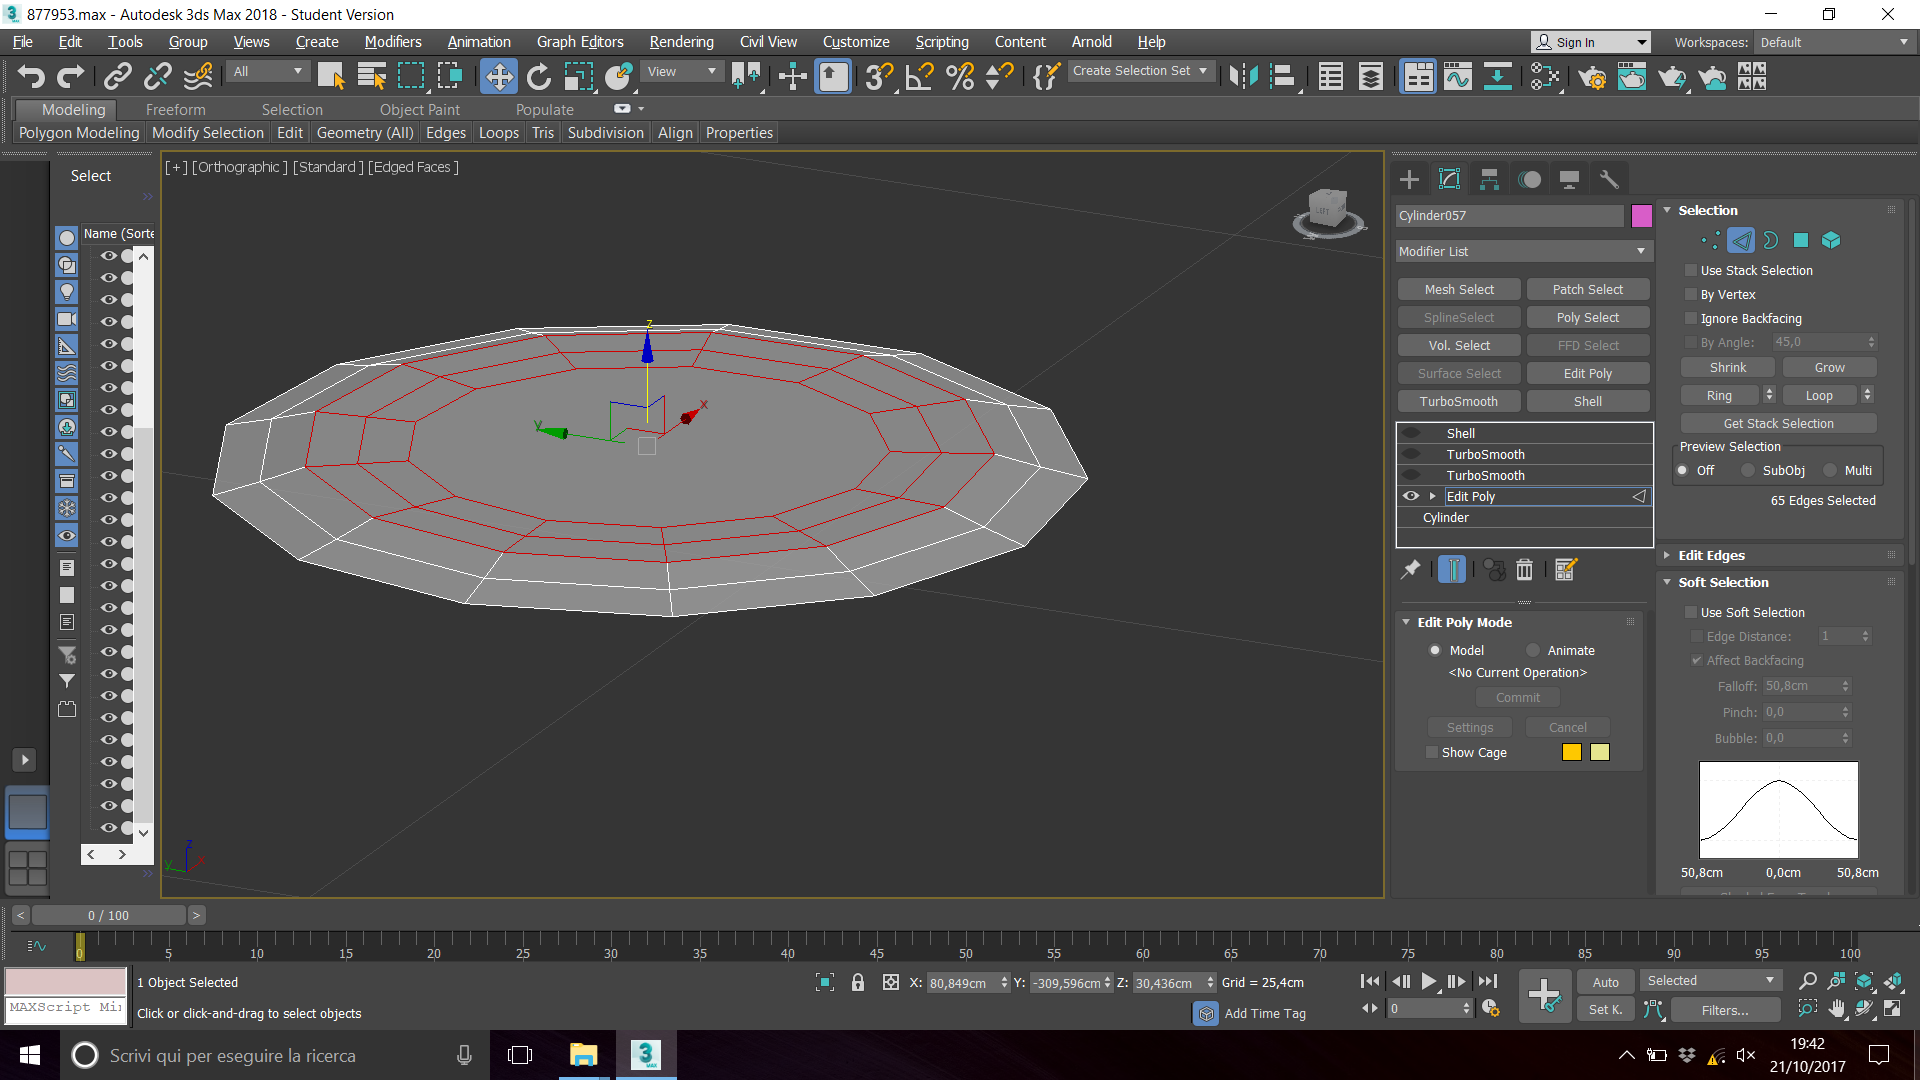 877953.max - Autodesk 3ds Max 2018 - Student Version
File Edit Tools Group Views Create Modifiers Animation Graph Editors Rendering Civil View Customize Scripting Content Arnold Help Sign In Workspaces: Default
All View Create Selection Set
Modeling Freeform Selection Object Paint Populate
Polygon Modeling Modify Selection Edit Geometry (All) Edges Loops Tris Subdivision Align Properties
Select
Name (Sorte
[+] [Orthographic ] [Standard ] [Edged Faces ]
LEFT
z
x
y
z
x
y
Cylinder057
Modifier List
Mesh Select Patch Select
SplineSelect Poly Select
Vol. Select FFD Select
Surface Select Edit Poly
TurboSmooth Shell
Shell
TurboSmooth
TurboSmooth
Edit Poly
Cylinder
Edit Poly Mode
Model Animate
<No Current Operation>
Commit
Settings Cancel
Show Cage
Selection
Use Stack Selection
By Vertex
Ignore Backfacing
By Angle: 45,0
Shrink Grow
Ring Loop
Get Stack Selection
Preview Selection
Off SubObj Multi
65 Edges Selected
Edit Edges
Soft Selection
Use Soft Selection
Edge Distance: 1
Affect Backfacing
Falloff: 50,8cm
Pinch: 0,0
Bubble: 0,0
50,8cm 0,0cm 50,8cm
< 0 / 100 >
0 5 10 15 20 25 30 35 40 45 50 55 60 65 70 75 80 85 90 95 100
1 Object Selected X: 80,849cm Y: -309,596cm Z: 30,436cm Grid = 25,4cm Auto Selected
MAXScript Mi
Click or click-and-drag to select objects Add Time Tag 0 Set K. Filters...
Scrivi qui per eseguire la ricerca
3
MAX
19:42
21/10/2017